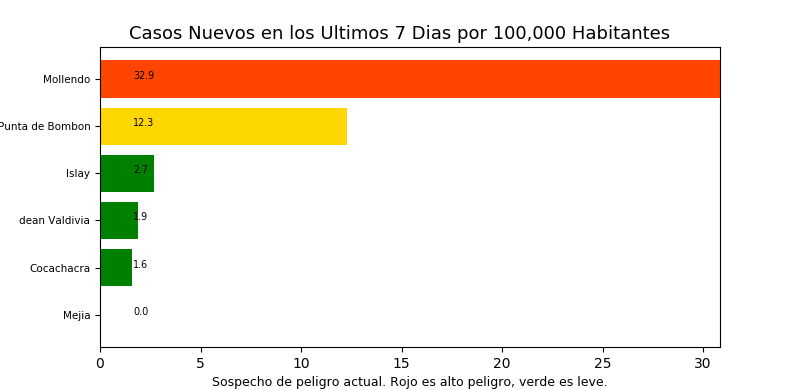 Casos Nuevos en los Ultimos 7 Dias por 100,000 Habitantes
Mollendo 32.9
Punta de Bombon 12.3
Islay 2.7
dean Valdivia 1.9
Cocachacra 1.6
Mejia 0.0
0 5 10 15 20 25 30
Sospecho de peligro actual. Rojo es alto peligro, verde es leve.